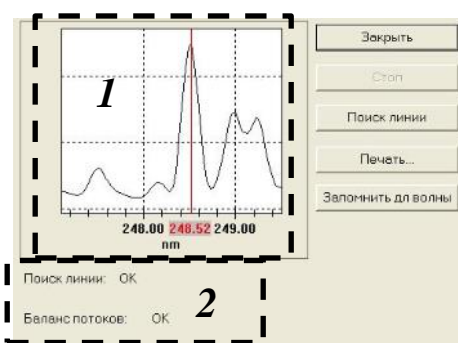 1
248.00 248.52 249.00
nm
Закрыть
Стоп
Поиск линии
Печать...
Запомнить дл волны
Поиск линии: OK
Баланс потоков: OK
2